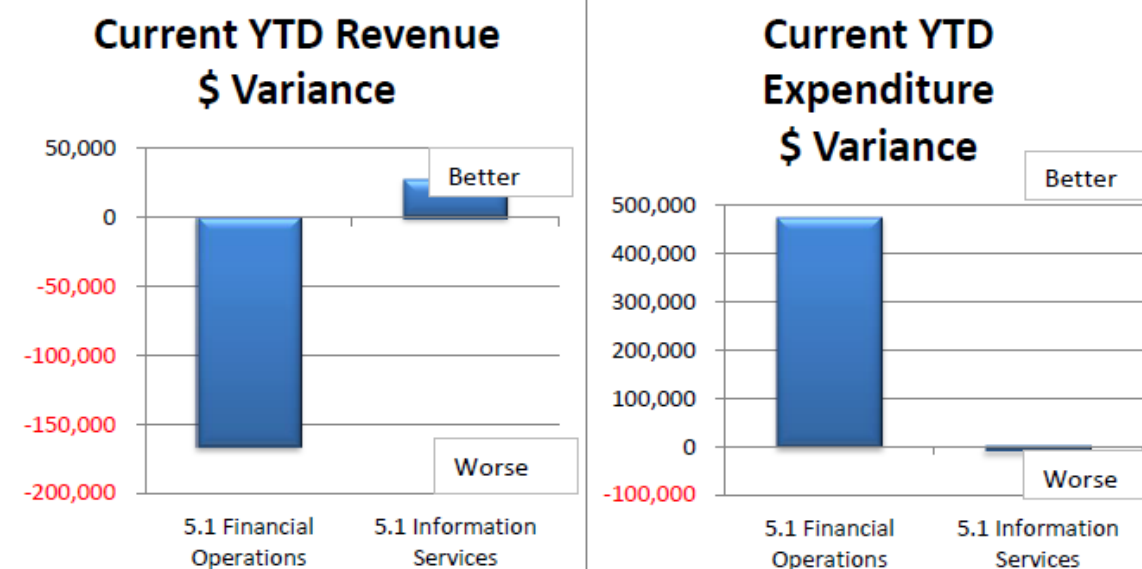 Current YTD Revenue
$ Variance
50,000
0
-50,000
-100,000
-150,000
-200,000
Better
Worse
5.1 Financial
Operations
5.1 Information
Services
Current YTD
Expenditure
$ Variance
Better
500,000
400,000
300,000
200,000
100,000
0
-100,000
Worse
5.1 Financial
Operations
5.1 Information
Services